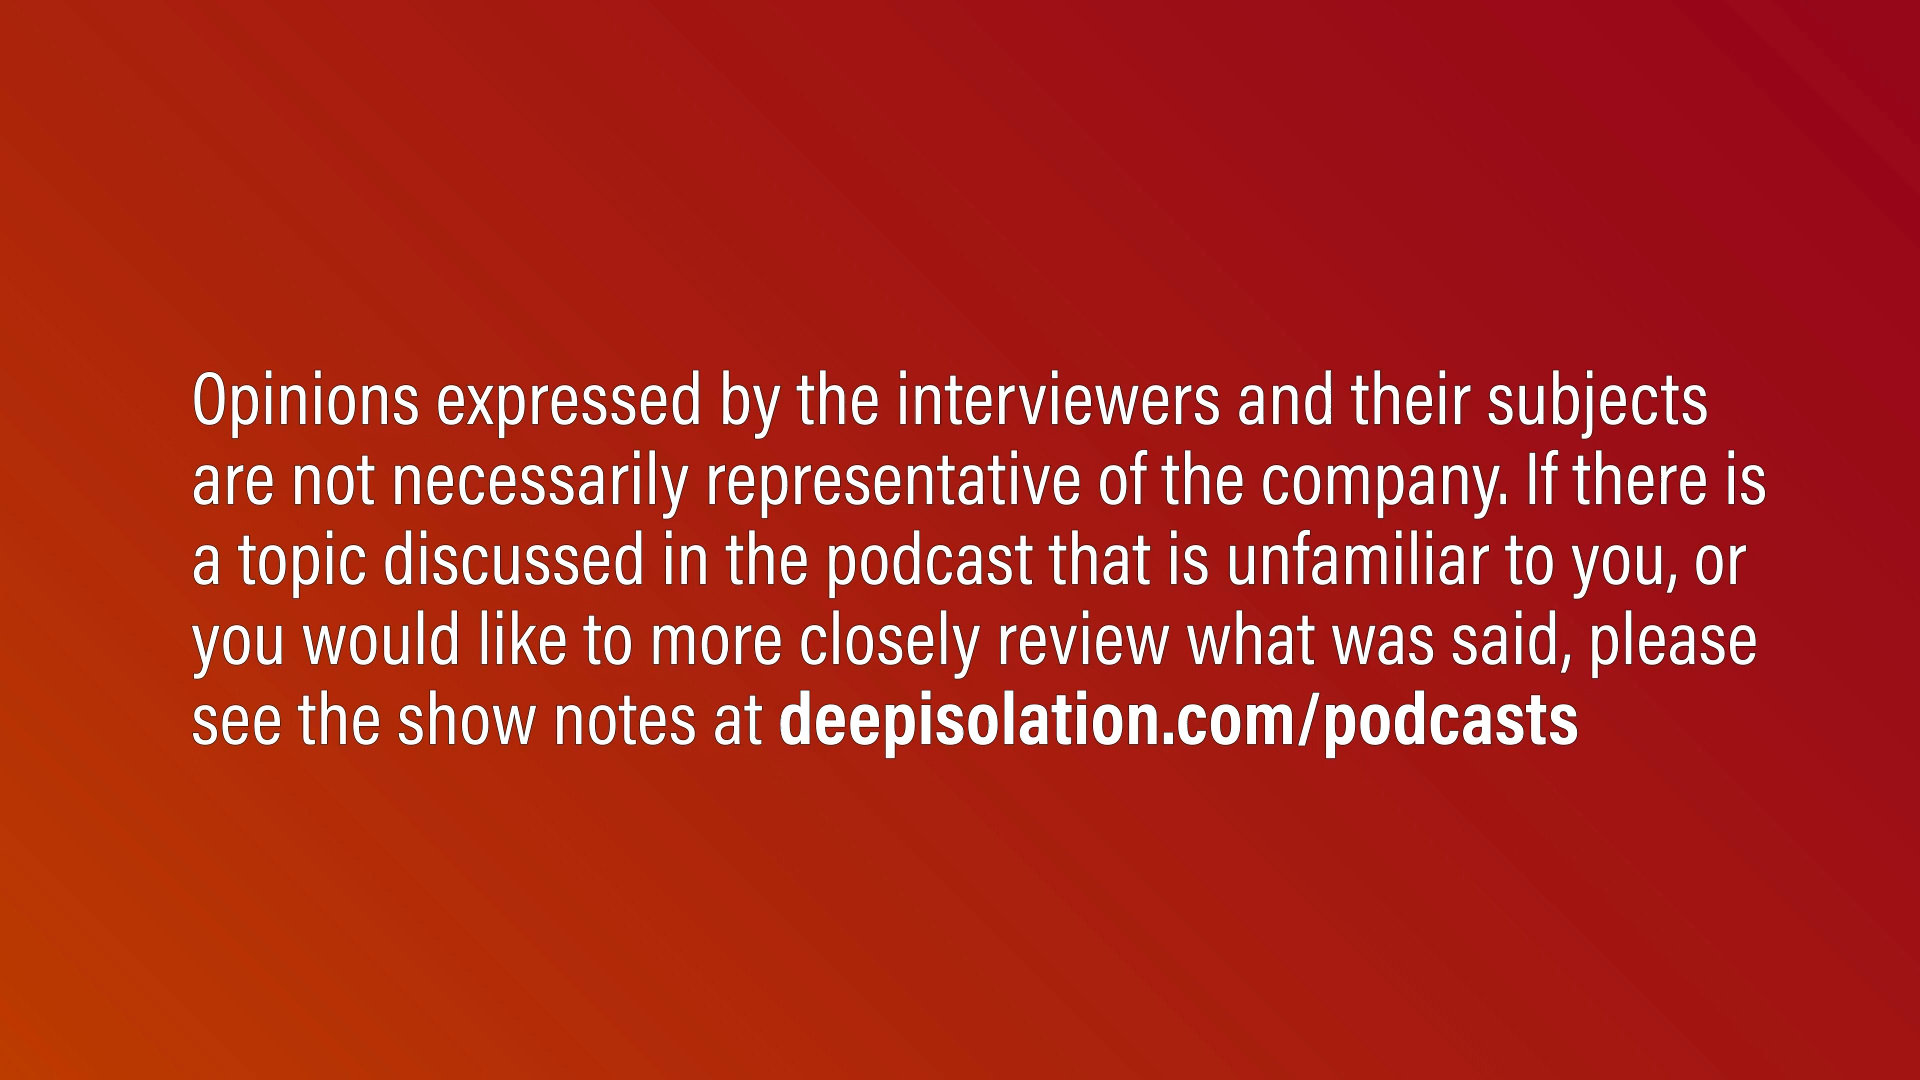 Opinions expressed by the interviewers and their subjects
are not necessarily representative of the company. If there is
a topic discussed in the podcast that is unfamiliar to you, or
you would like to more closely review what was said, please
see the show notes at deepisolation.com/podcasts